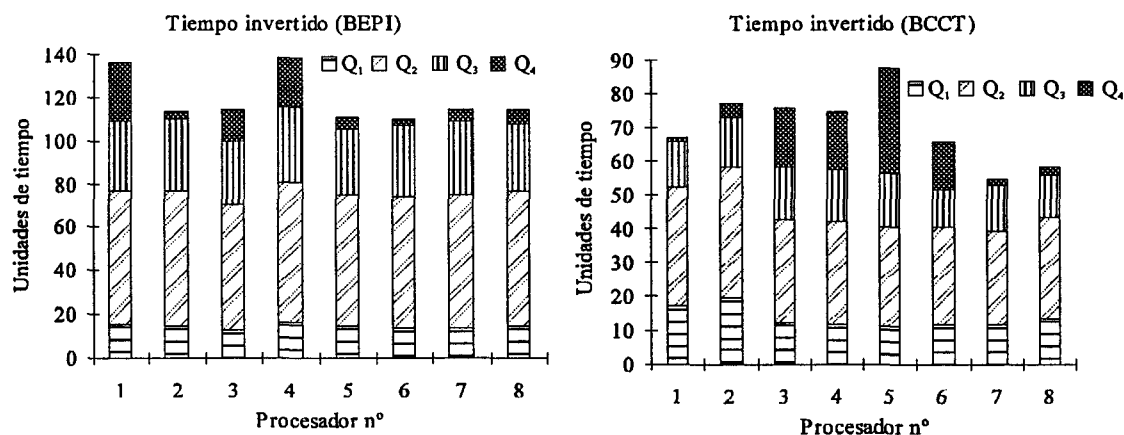 Tiempo invertido (BEPI)
Unidades de tiempo
140
120
100
80
60
40
20
0
Q₁ Q₂ Q₃ Q₄
1 2 3 4 5 6 7 8
Procesador nº
Tiempo invertido (BCCT)
Unidades de tiempo
90
80
70
60
50
40
30
20
10
0
Q₁ Q₂ Q₃ Q₄
1 2 3 4 5 6 7 8
Procesador nº